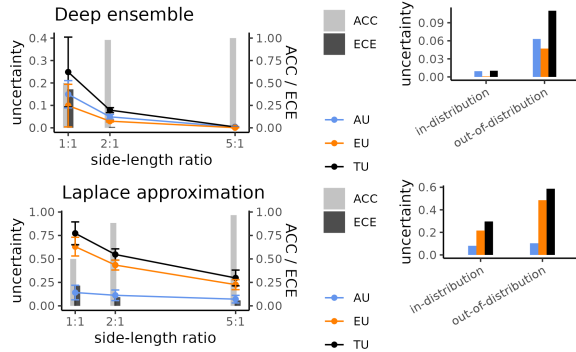 Deep ensemble
uncertainty
0.4
0.3
0.2
0.1
0.0
1.00
0.75
0.50
0.25
0.00
ACC / ECE
1:1
2:1
5:1
side-length ratio
ACC
ECE
AU
EU
TU
uncertainty
0.09
0.06
0.03
0.00
in-distribution
out-of-distribution
Laplace approximation
uncertainty
1.00
0.75
0.50
0.25
0.00
1.00
0.75
0.50
0.25
0.00
ACC / ECE
1:1
2:1
5:1
side-length ratio
ACC
ECE
AU
EU
TU
uncertainty
0.6
0.4
0.2
0.0
in-distribution
out-of-distribution